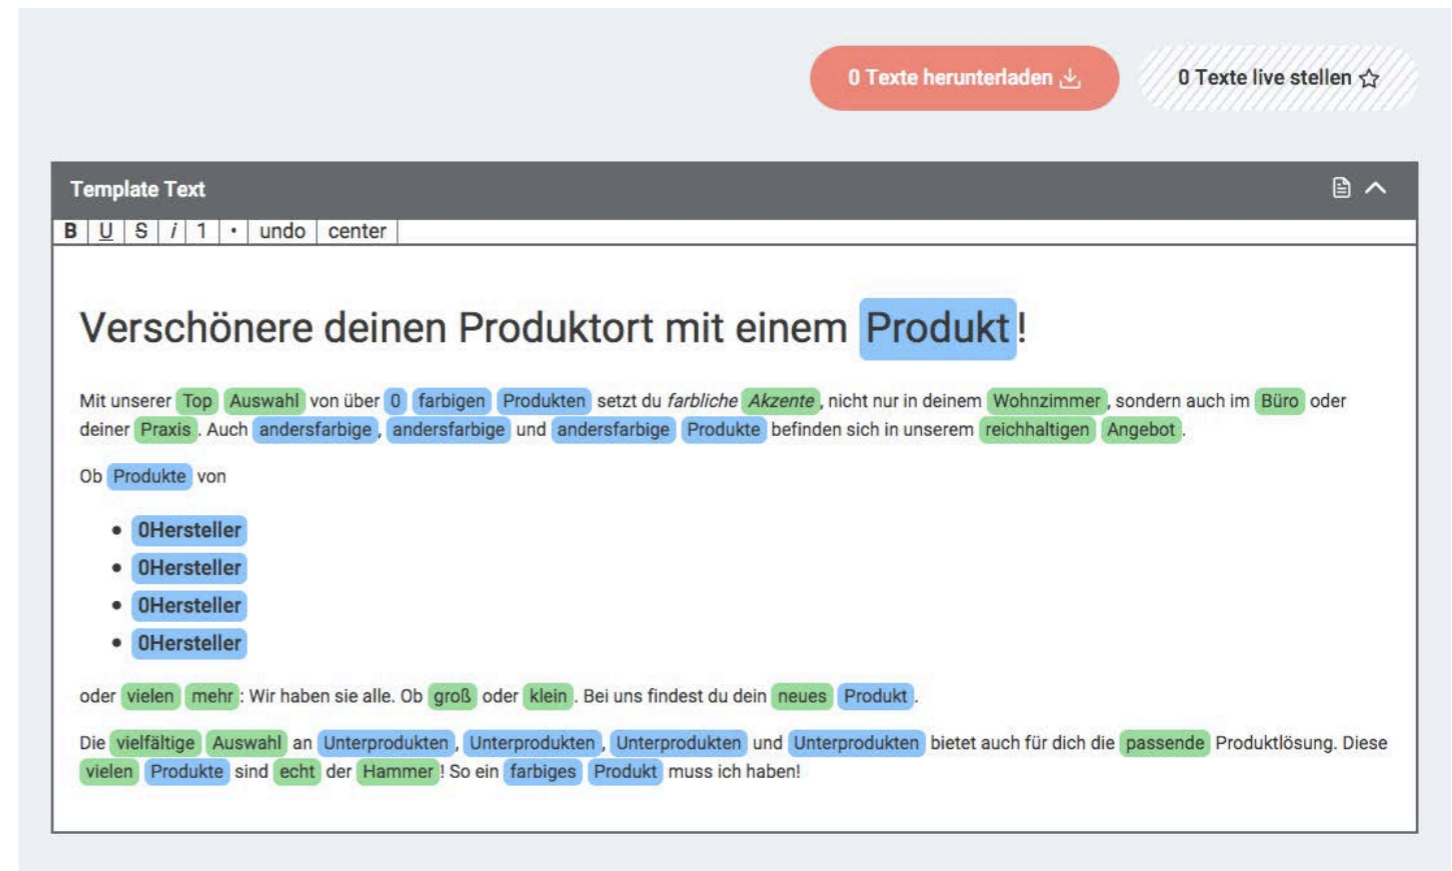 0 Texte herunterladen
0 Texte live stellen
Template Text
B U S i 1 • undo center
Verschönere deinen Produktort mit einem Produkt!
Mit unserer Top Auswahl von über 0 farbigen Produkten setzt du farbliche Akzente, nicht nur in deinem Wohnzimmer, sondern auch im Büro oder
deiner Praxis. Auch andersfarbige, andersfarbige und andersfarbige Produkte befinden sich in unserem reichhaltigen Angebot.
Ob Produkte von
• 0Hersteller
• 0Hersteller
• 0Hersteller
• 0Hersteller
oder vielen mehr: Wir haben sie alle. Ob groß oder klein. Bei uns findest du dein neues Produkt.
Die vielfältige Auswahl an Unterprodukten, Unterprodukten, Unterprodukten und Unterprodukten bietet auch für dich die passende Produktlösung. Diese
vielen Produkte sind echt der Hammer! So ein farbiges Produkt muss ich haben!